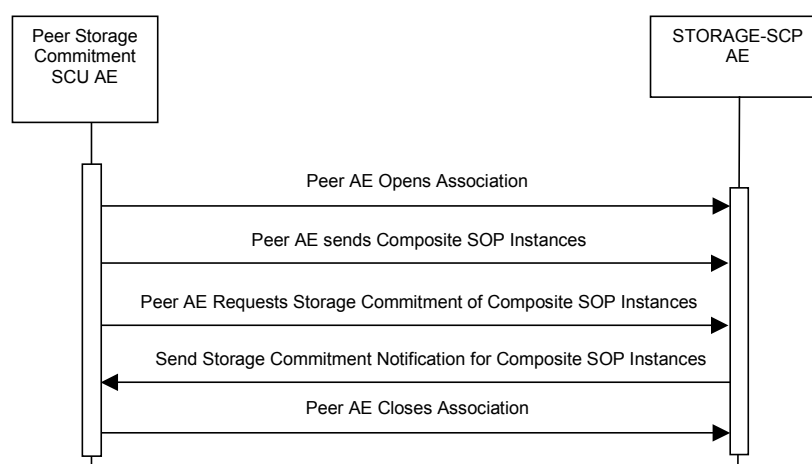 Peer Storage
Commitment
SCU AE
STORAGE-SCP
AE
Peer AE Opens Association
Peer AE sends Composite SOP Instances
Peer AE Requests Storage Commitment of Composite SOP Instances
Send Storage Commitment Notification for Composite SOP Instances
Peer AE Closes Association